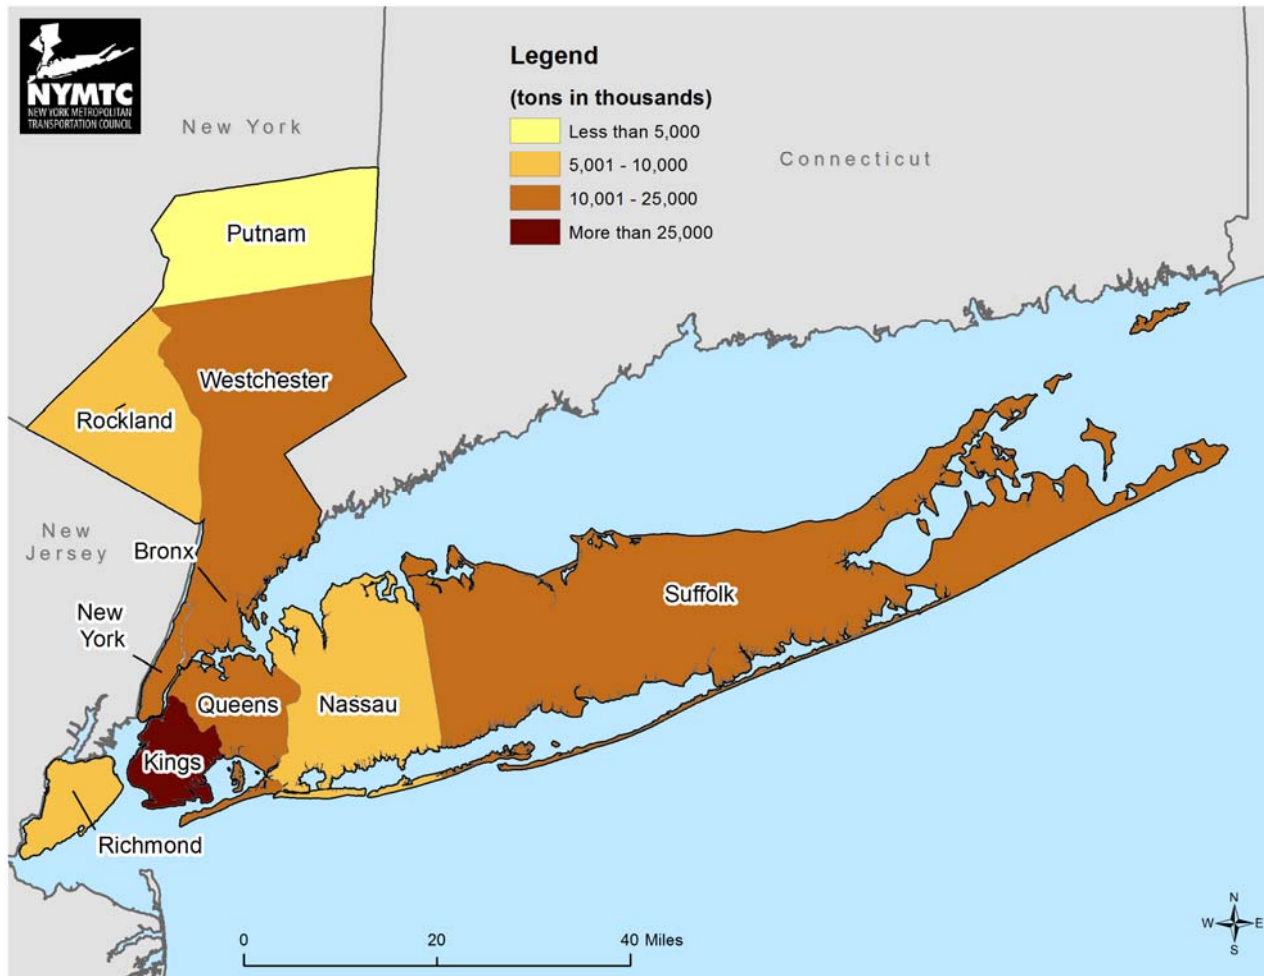 NYMTC
NEW YORK METROPOLITAN
TRANSPORTATION COUNCIL
New York
Legend
(tons in thousands)
Less than 5,000
5,001 - 10,000
10,001 - 25,000
More than 25,000
Connecticut
Putnam
Westchester
Rockland
New
Jersey
Bronx
New
York
Suffolk
Queens
Nassau
Kings
Richmond
0 20 40 Miles
N
W E
S